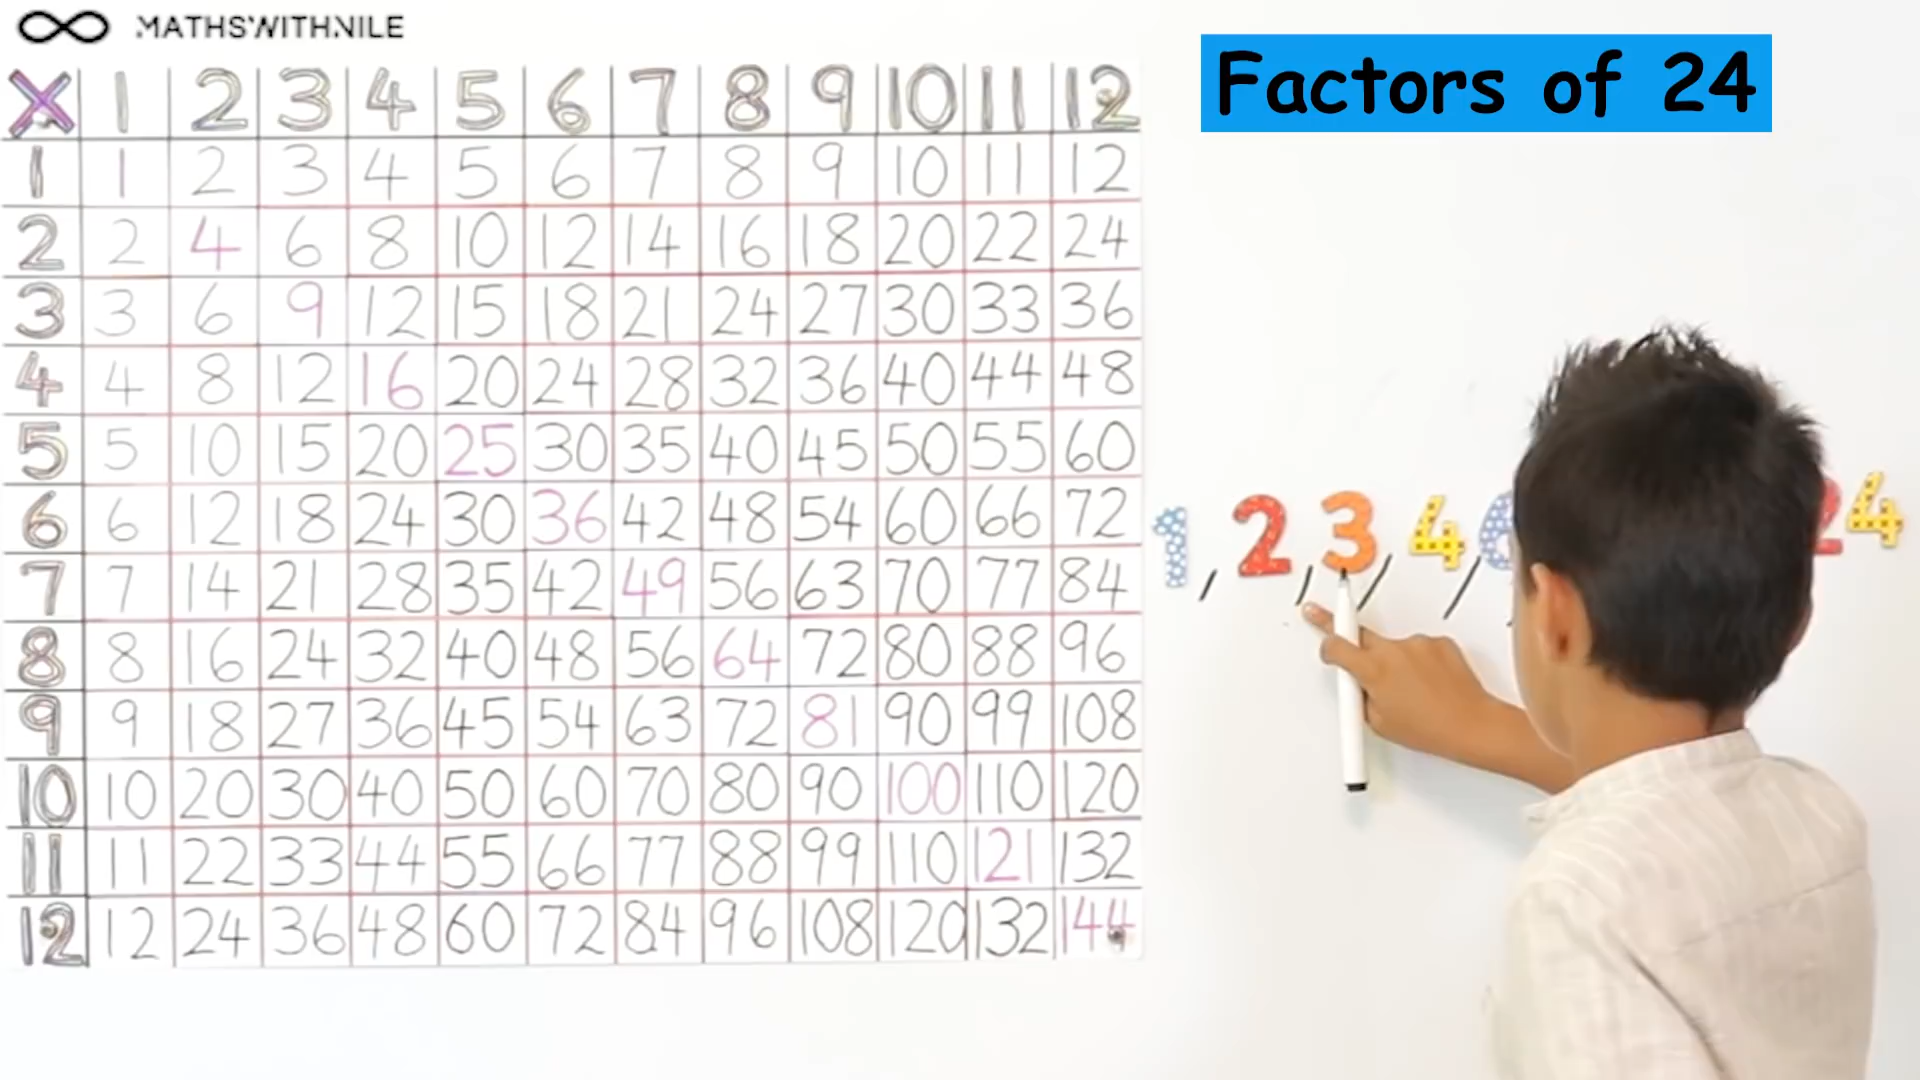 MATHSWITHNILE
Factors of 24
X 1 2 3 4 5 6 7 8 9 10 11 12
1 1 2 3 4 5 6 7 8 9 10 11 12
2 2 4 6 8 10 12 14 16 18 20 22 24
3 3 6 9 12 15 18 21 24 27 30 33 36
4 4 8 12 16 20 24 28 32 36 40 44 48
5 5 10 15 20 25 30 35 40 45 50 55 60
6 6 12 18 24 30 36 42 48 54 60 66 72
7 7 14 21 28 35 42 49 56 63 70 77 84
8 8 16 24 32 40 48 56 64 72 80 88 96
9 9 18 27 36 45 54 63 72 81 90 99 108
10 10 20 30 40 50 60 70 80 90 100 110 120
11 11 22 33 44 55 66 77 88 99 110 121 132
12 12 24 36 48 60 72 84 96 108 120 132 144
1, 2, 3, 4, 24